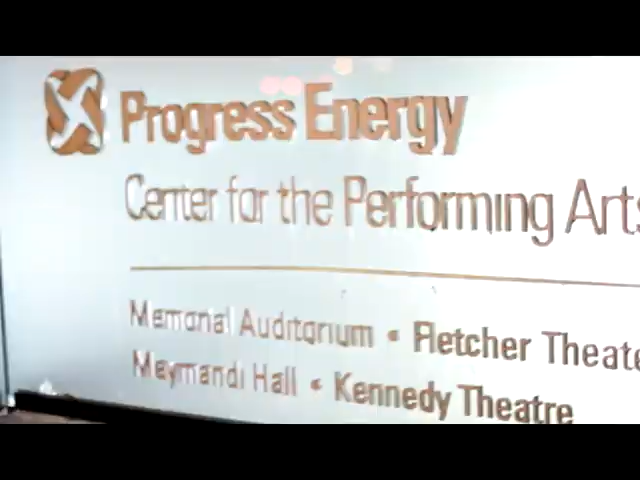 Progress Energy
Center for the Performing Arts
Memorial Auditorium • Fletcher Theate
Meymandi Hall • Kennedy Theatre